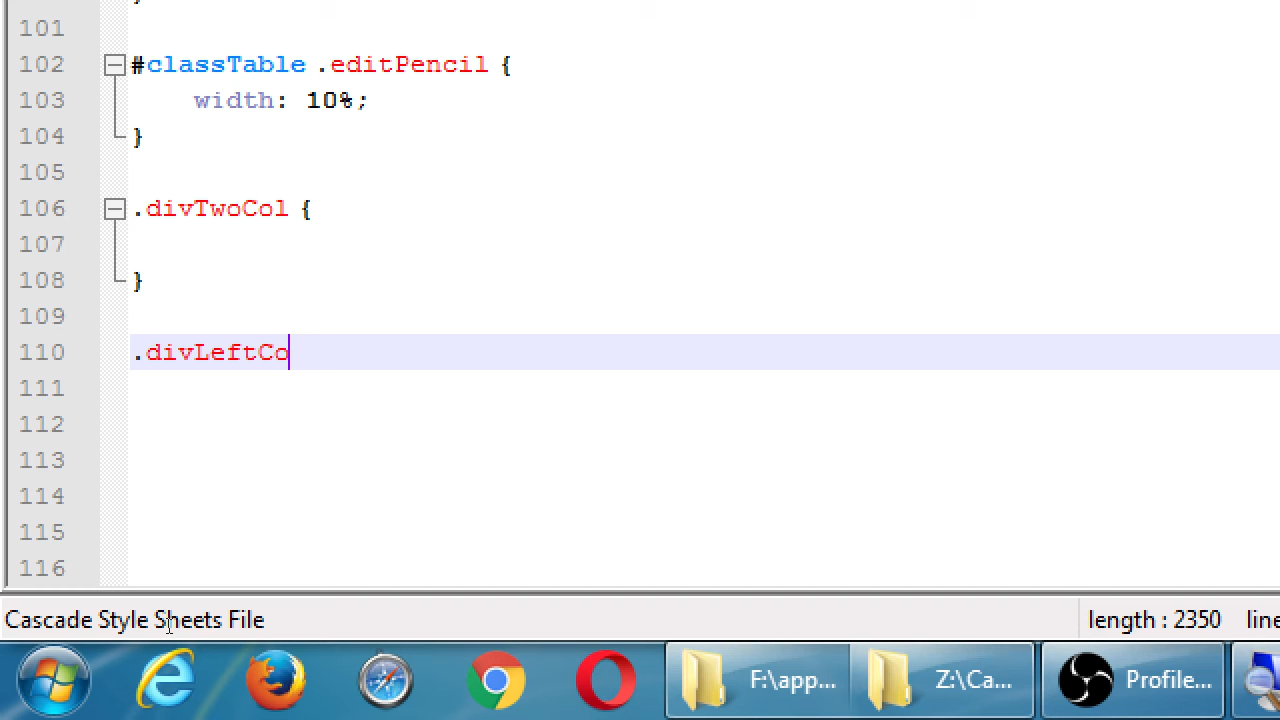 101
102 #classTable .editPencil {
103 width: 10%;
104 }
105
106 .divTwoCol {
107
108 }
109
110 .divLeftCo
111
112
113
114
115
116
Cascade Style Sheets File length : 2350 line
F:\app... Z:\Ca... Profile...